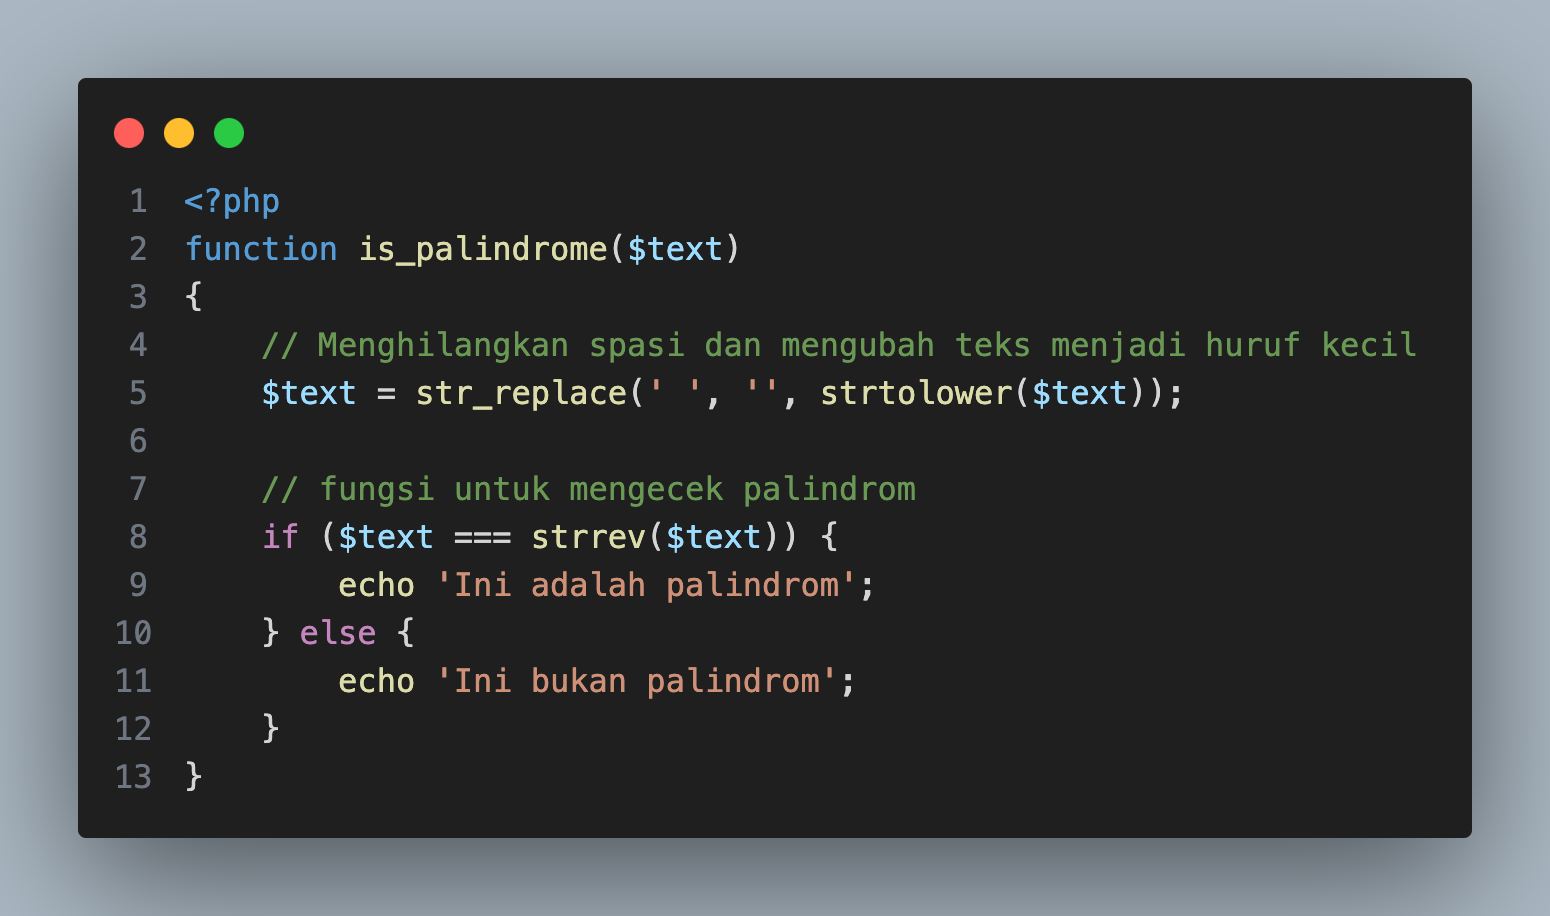 1 <?php
2 function is_palindrome($text)
3 {
4     // Menghilangkan spasi dan mengubah teks menjadi huruf kecil
5     $text = str_replace(' ', '', strtolower($text));
6
7     // fungsi untuk mengecek palindrom
8     if ($text === strrev($text)) {
9         echo 'Ini adalah palindrom';
10     } else {
11         echo 'Ini bukan palindrom';
12     }
13 }